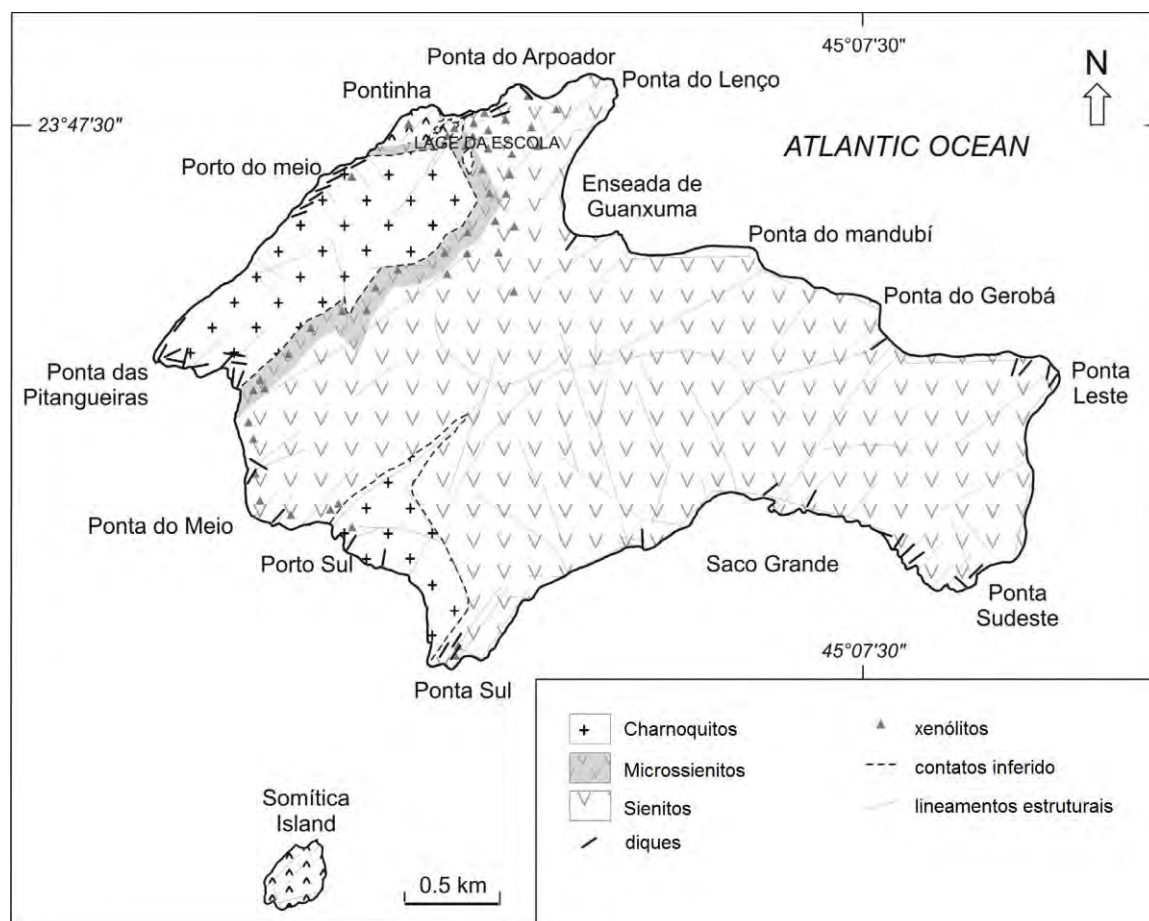 45°07'30"
Ponta do Arpoador
Ponta do Lenço
N
Pontinha
23°47'30"
LAGE DA ESCOLA
ATLANTIC OCEAN
Porto do meio
Enseada de
Guanxuma
Ponta do mandubí
Ponta do Gerobá
Ponta das
Pitangueiras
Ponta
Leste
Ponta do Meio
Porto Sul
Saco Grande
Ponta
Sudeste
45°07'30"
Ponta Sul
Charnoquitos
xenólitos
Microssienitos
contatos inferido
Sienitos
lineamentos estruturais
diques
Somítica
Island
0.5 km